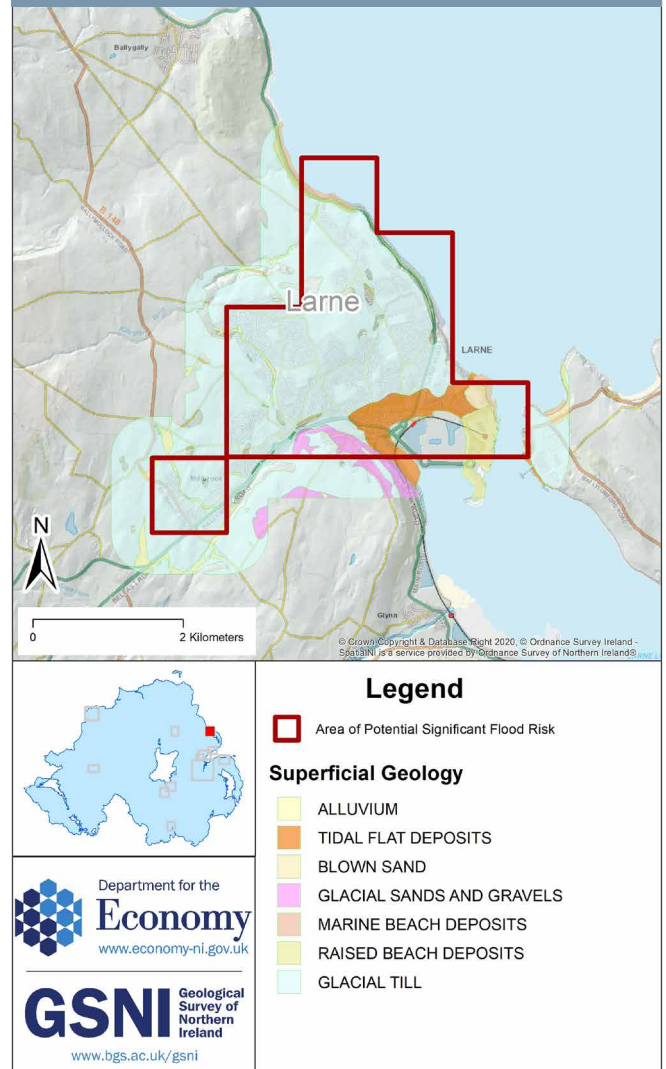 Ballygally
B 148
BALLYMULLOCK ROAD
Larne
LARNE
Millbrook
N
0
2 Kilometers
Glynn
© Crown Copyright & Database Right 2020, © Ordnance Survey Ireland -
SpatialNI is a service provided by Ordnance Survey of Northern Ireland®
Legend
Area of Potential Significant Flood Risk
Superficial Geology
ALLUVIUM
TIDAL FLAT DEPOSITS
BLOWN SAND
GLACIAL SANDS AND GRAVELS
MARINE BEACH DEPOSITS
RAISED BEACH DEPOSITS
GLACIAL TILL
Department for the
Economy
www.economy-ni.gov.uk
GSNI
Geological
Survey of
Northern
Ireland
www.bgs.ac.uk/gsni